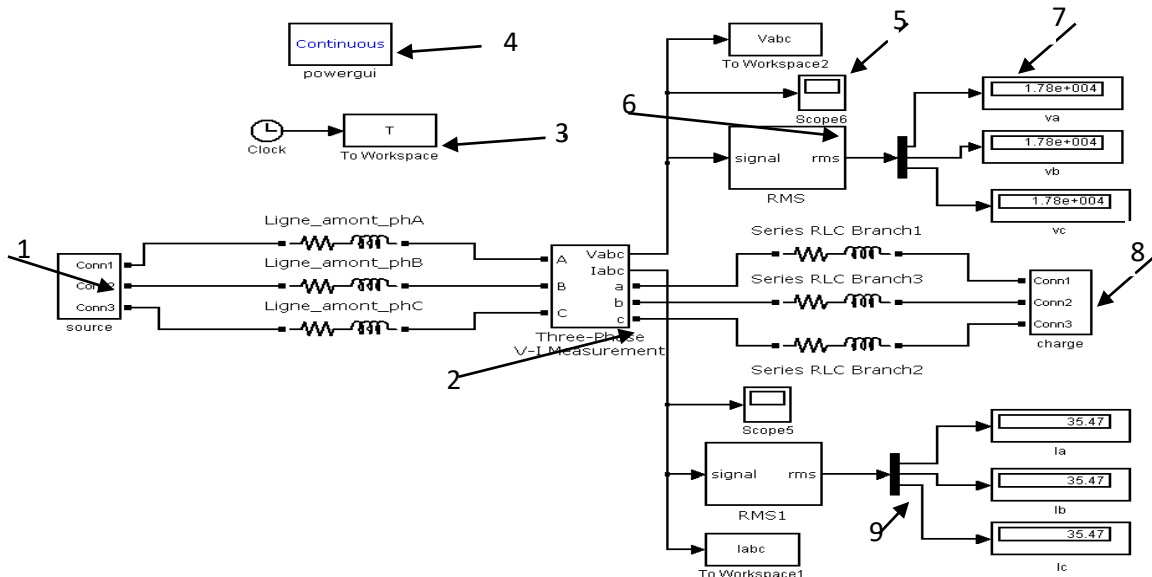 Continuous
powergui
4
Clock
T
To Workspace
3
Vabc
To Workspace2
5
Scope6
6
signal rms
RMS
7
1.78e+004
va
1.78e+004
vb
1.78e+004
vc
1
Conn1
Conn2
Conn3
source
Ligne_amont_phA
Ligne_amont_phB
Ligne_amont_phC
A
B
C
Vabc
Iabc
a
b
c
Three-Phase
V-I Measurement
2
Series RLC Branch1
Series RLC Branch3
Series RLC Branch2
Conn1
Conn2
Conn3
charge
8
Scope5
signal rms
RMS1
Iabc
To Workspace1
9
35.47
Ia
35.47
Ib
35.47
Ic